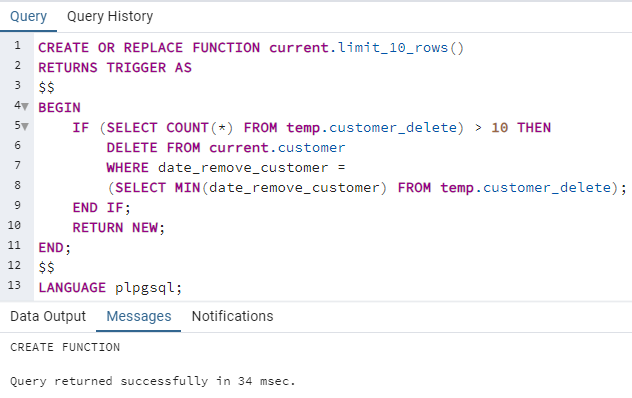 Query Query History
1 CREATE OR REPLACE FUNCTION current.limit_10_rows()
2 RETURNS TRIGGER AS
3 $$
4 BEGIN
5 IF (SELECT COUNT(*) FROM temp.customer_delete) > 10 THEN
6 DELETE FROM current.customer
7 WHERE date_remove_customer =
8 (SELECT MIN(date_remove_customer) FROM temp.customer_delete);
9 END IF;
10 RETURN NEW;
11 END;
12 $$
13 LANGUAGE plpgsql;
Data Output Messages Notifications
CREATE FUNCTION
Query returned successfully in 34 msec.